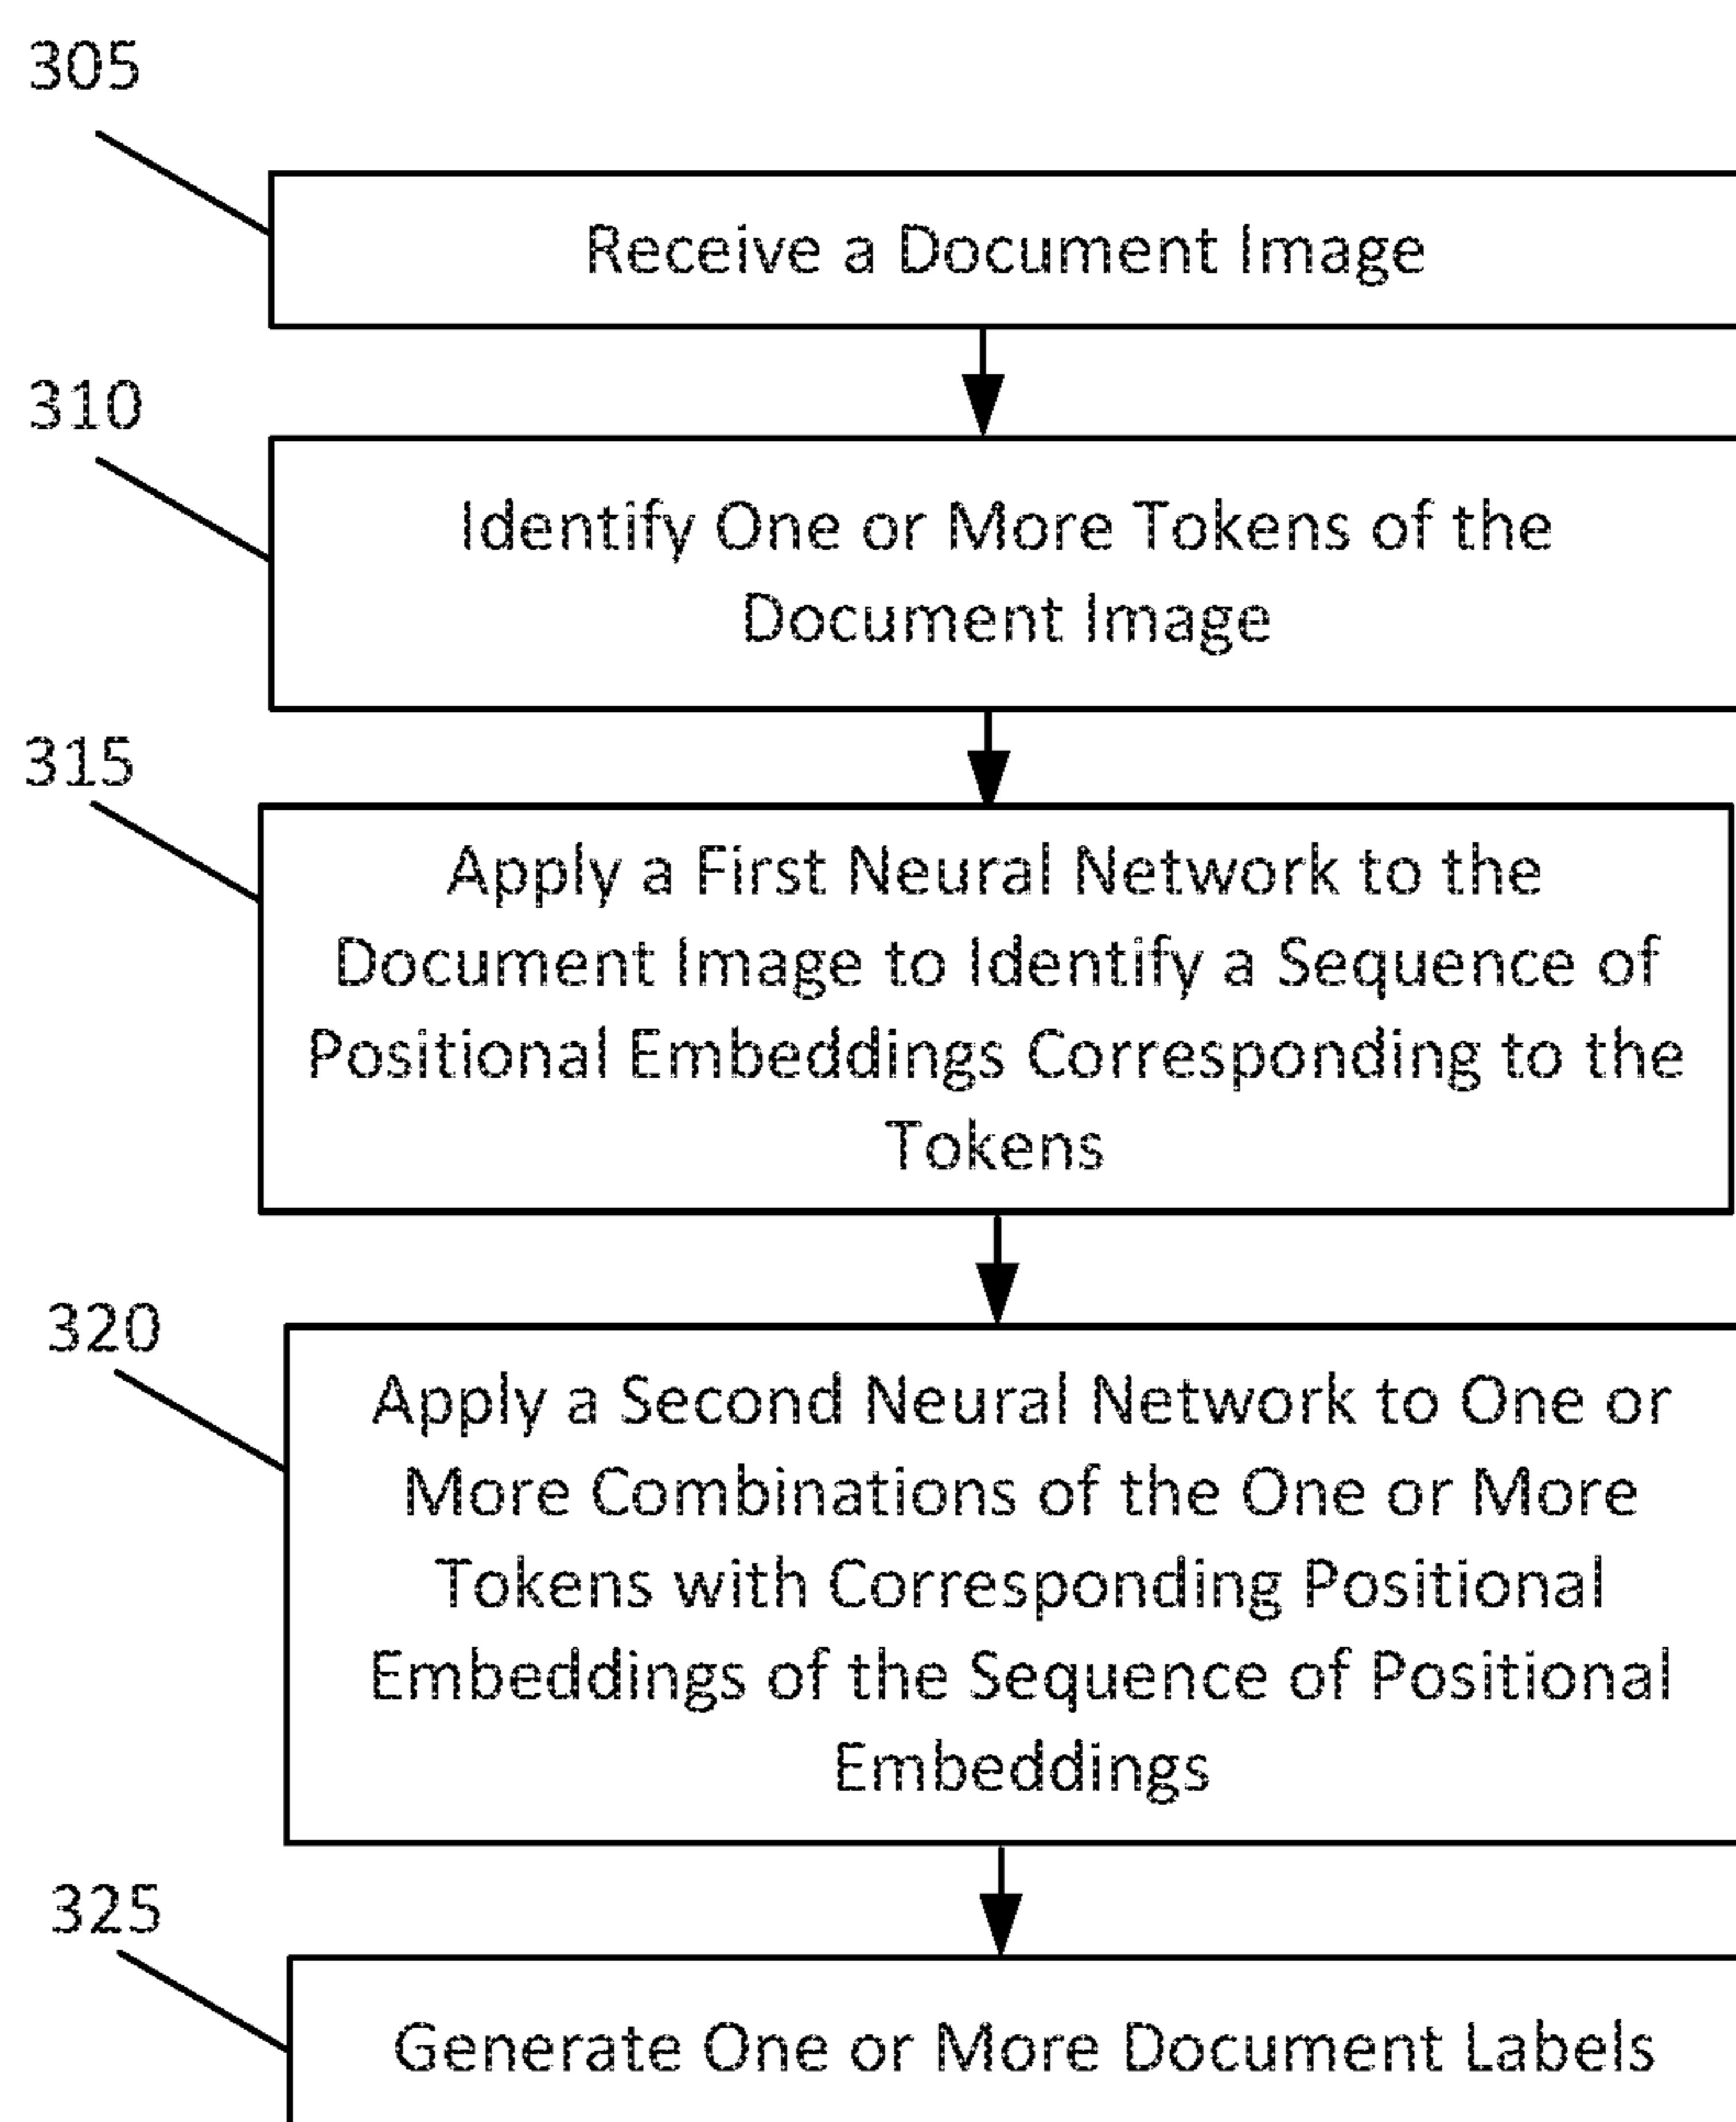 305
Receive a Document Image
310
Identify One or More Tokens of the
Document Image
315
Apply a First Neural Network to the
Document Image to Identify a Sequence of
Positional Embeddings Corresponding to the
Tokens
320
Apply a Second Neural Network to One or
More Combinations of the One or More
Tokens with Corresponding Positional
Embeddings of the Sequence of Positional
Embeddings
325
Generate One or More Document Labels